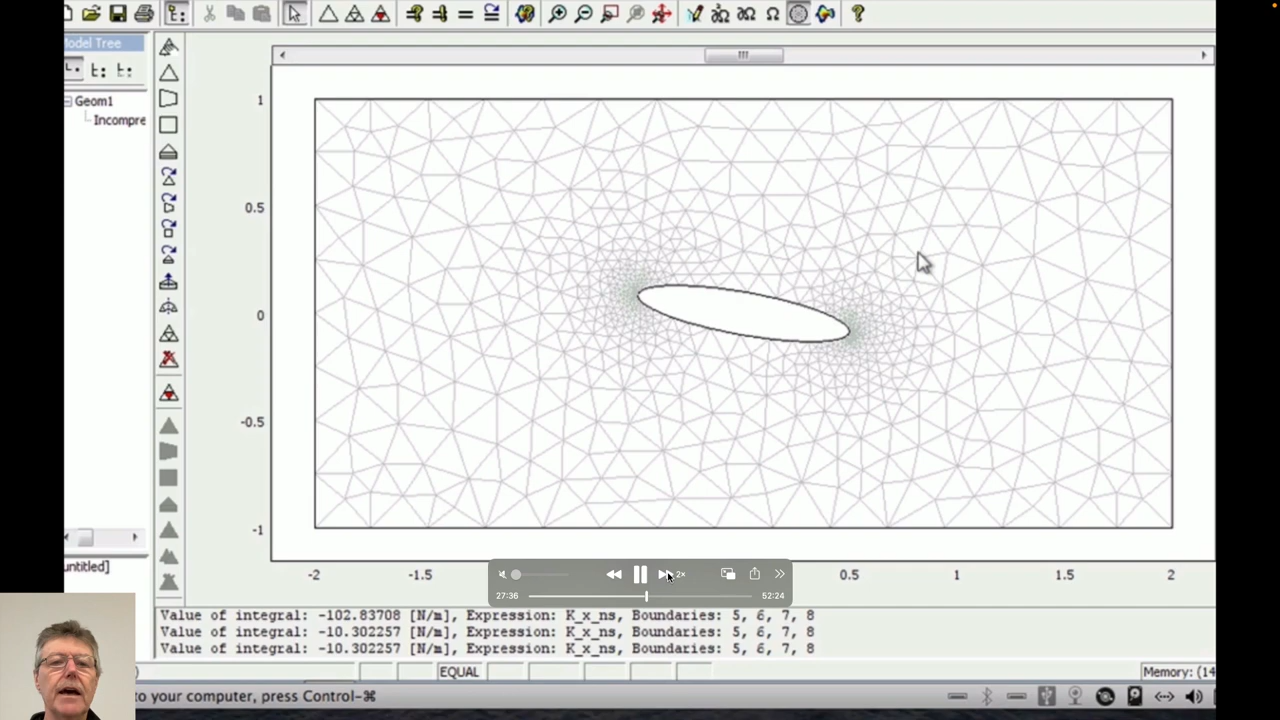 Model Tree
Geom1
Incompre
1
0.5
0
-0.5
-1
-2
-1.5
0.5
1
1.5
2
2×
27:36
52:24
untitled]
Value of integral: -102.83708 [N/m], Expression: K_x_ns, Boundaries: 5, 6, 7, 8
Value of integral: -10.302257 [N/m], Expression: K_x_ns, Boundaries: 5, 6, 7, 8
Value of integral: -10.302257 [N/m], Expression: K_x_ns, Boundaries: 5, 6, 7, 8
EQUAL
Memory: (14
to your computer, press Control-⌘